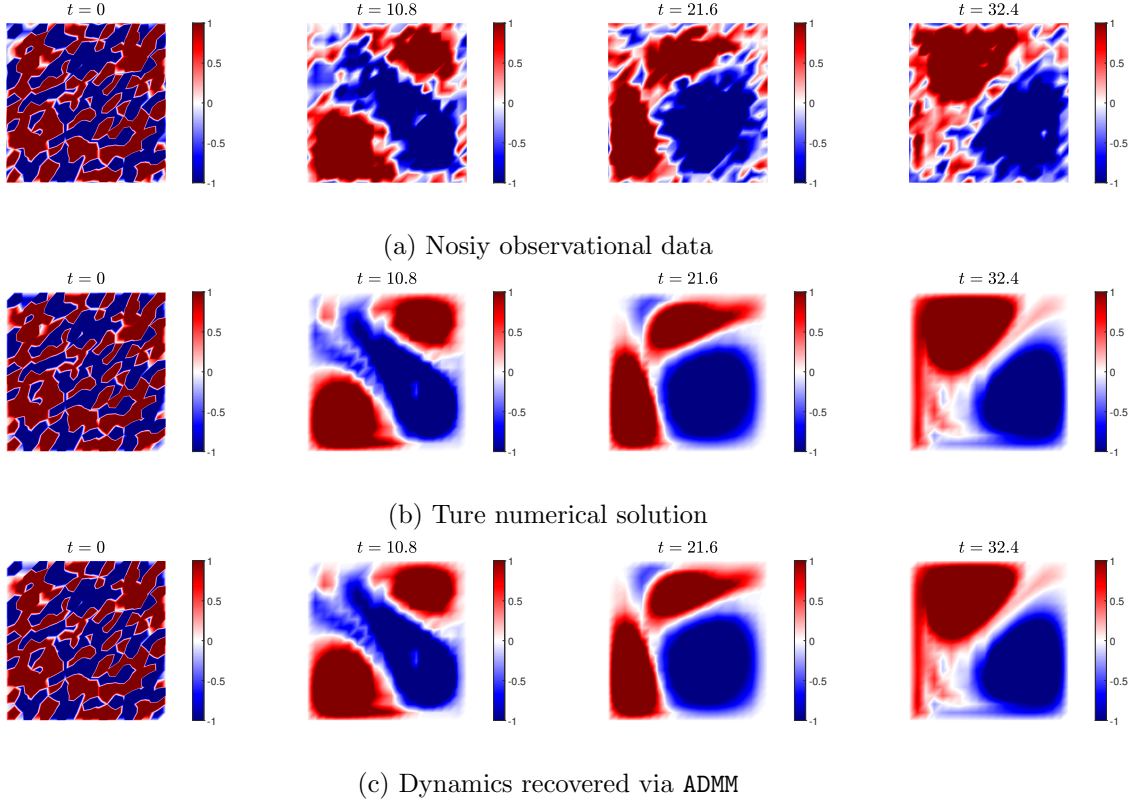 t = 0 t = 10.8 t = 21.6 t = 32.4
1 1 1 1
0.5 0.5 0.5 0.5
0 0 0 0
-0.5 -0.5 -0.5 -0.5
-1 -1 -1 -1
(a) Nosiy observational data
t = 0 t = 10.8 t = 21.6 t = 32.4
1 1 1 1
0.5 0.5 0.5 0.5
0 0 0 0
-0.5 -0.5 -0.5 -0.5
-1 -1 -1 -1
(b) Ture numerical solution
t = 0 t = 10.8 t = 21.6 t = 32.4
1 1 1 1
0.5 0.5 0.5 0.5
0 0 0 0
-0.5 -0.5 -0.5 -0.5
-1 -1 -1 -1
(c) Dynamics recovered via ADMM